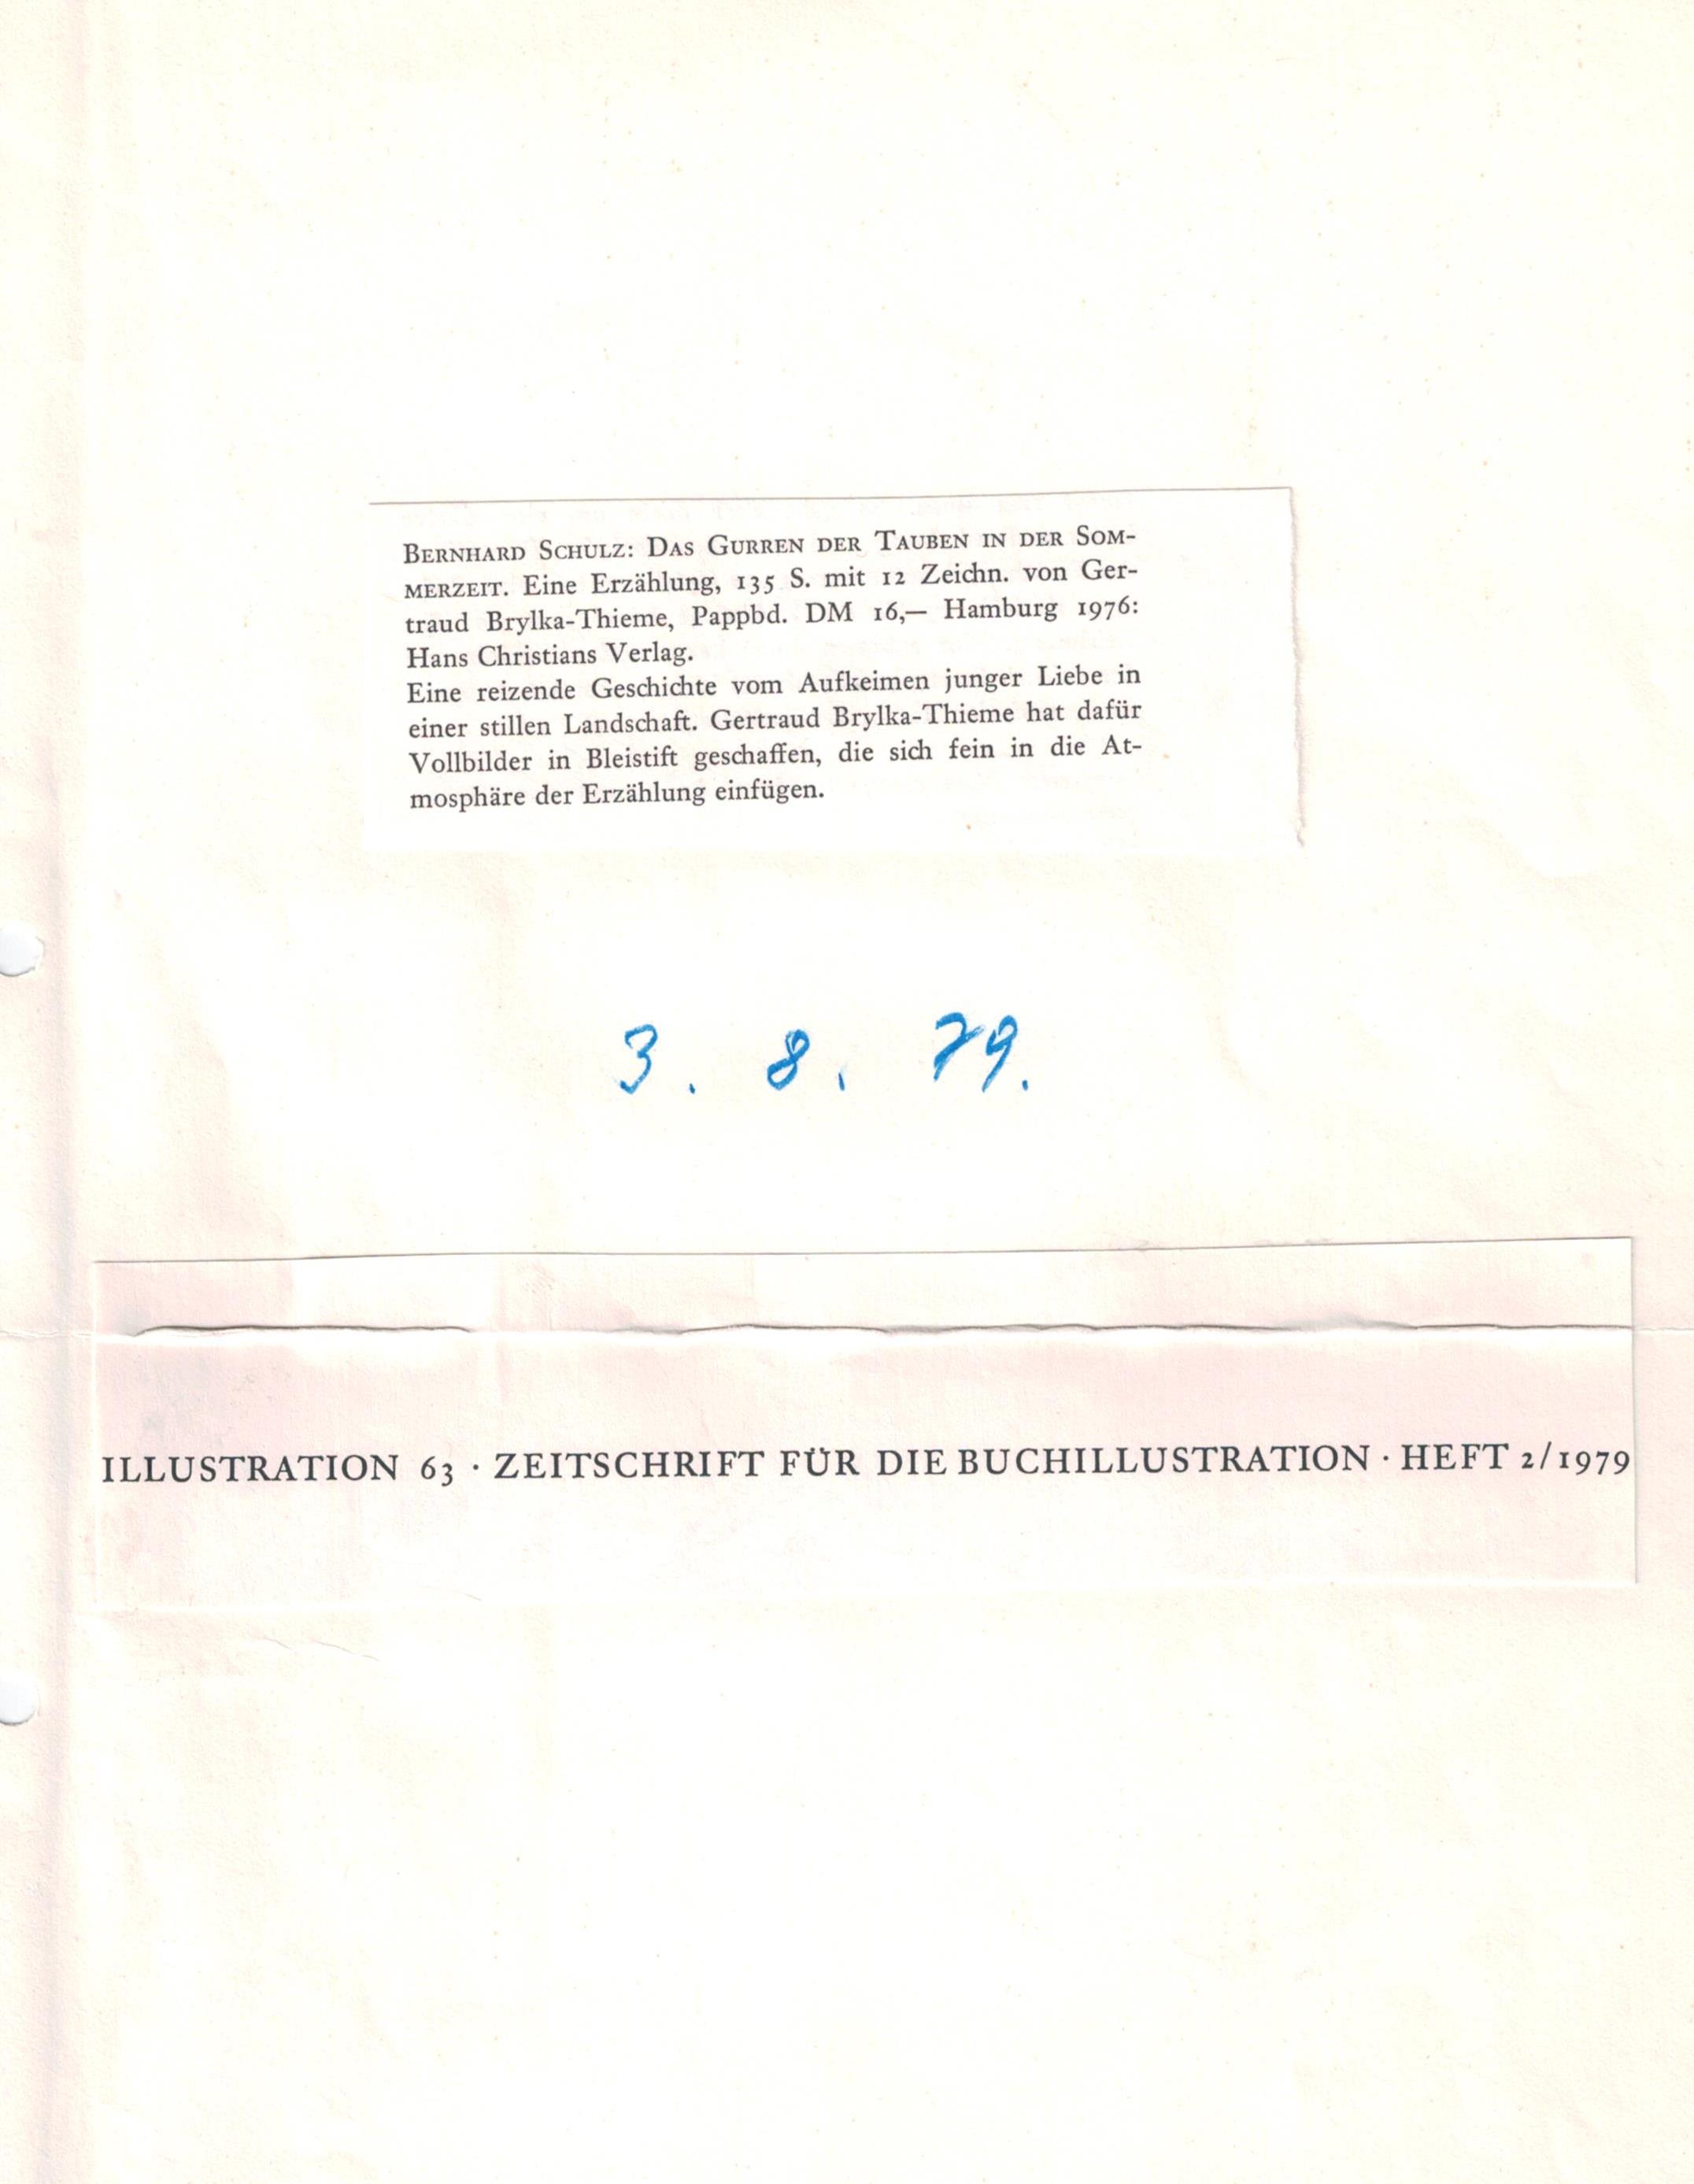 BERNHARD SCHULZ: DAS GURREN DER TAUBEN IN DER SOM-
MERZEIT. Eine Erzählung, 135 S. mit 12 Zeichn. von Ger-
traud Brylka-Thieme, Pappbd. DM 16,— Hamburg 1976:
Hans Christians Verlag.
Eine reizende Geschichte vom Aufkeimen junger Liebe in
einer stillen Landschaft. Gertraud Brylka-Thieme hat dafür
Vollbilder in Bleistift geschaffen, die sich fein in die At-
mosphäre der Erzählung einfügen.
3. 8. 79.
ILLUSTRATION 63 · ZEITSCHRIFT FÜR DIE BUCHILLUSTRATION · HEFT 2/1979